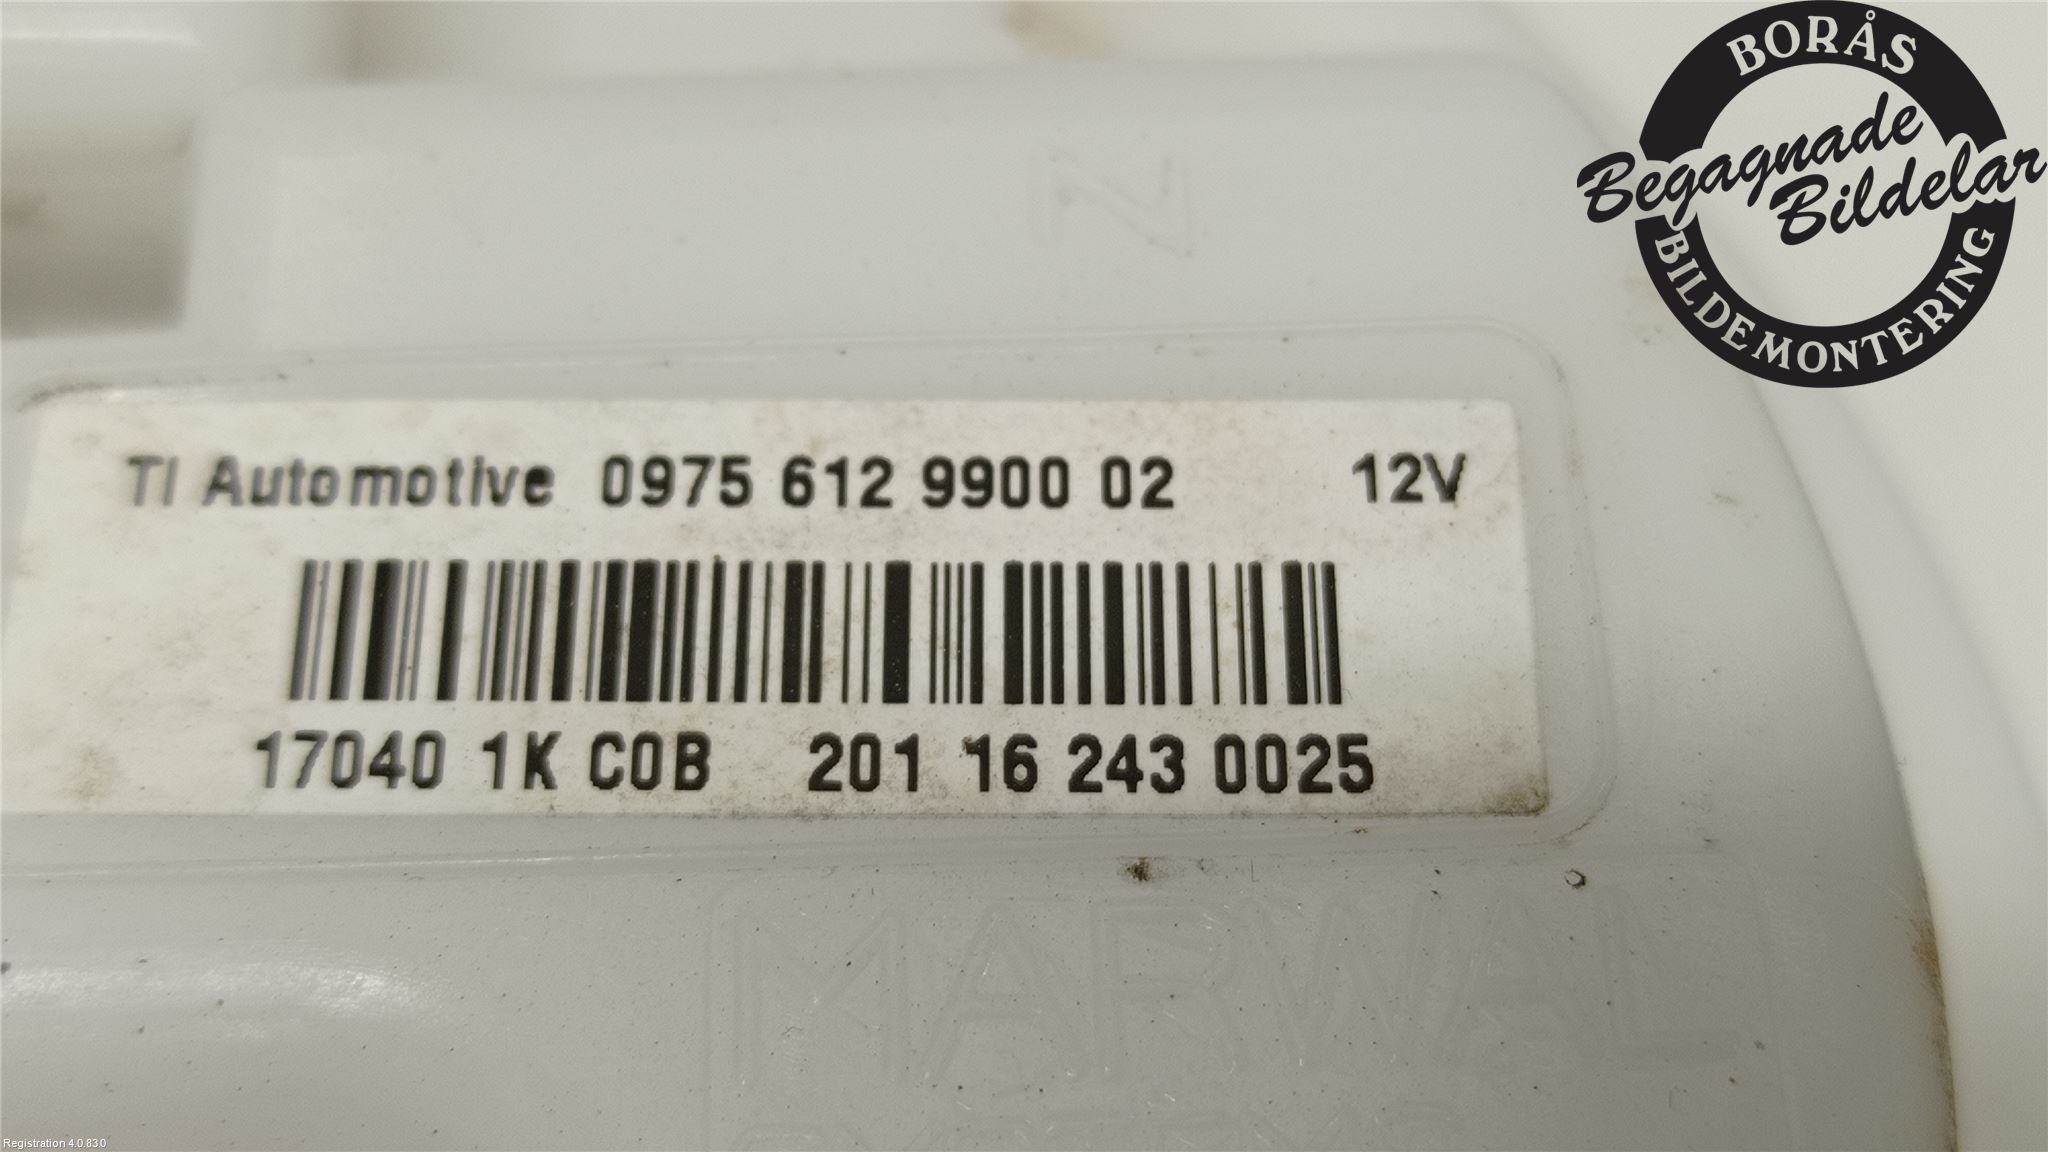 BORÅS
Begagnade
Bildelar
BILDEMONTERING
TI Automotive 0975 612 9900 02 12V
17040 1K C0B 201 16 243 0025
MARWAL
Registration 4.0.83.0